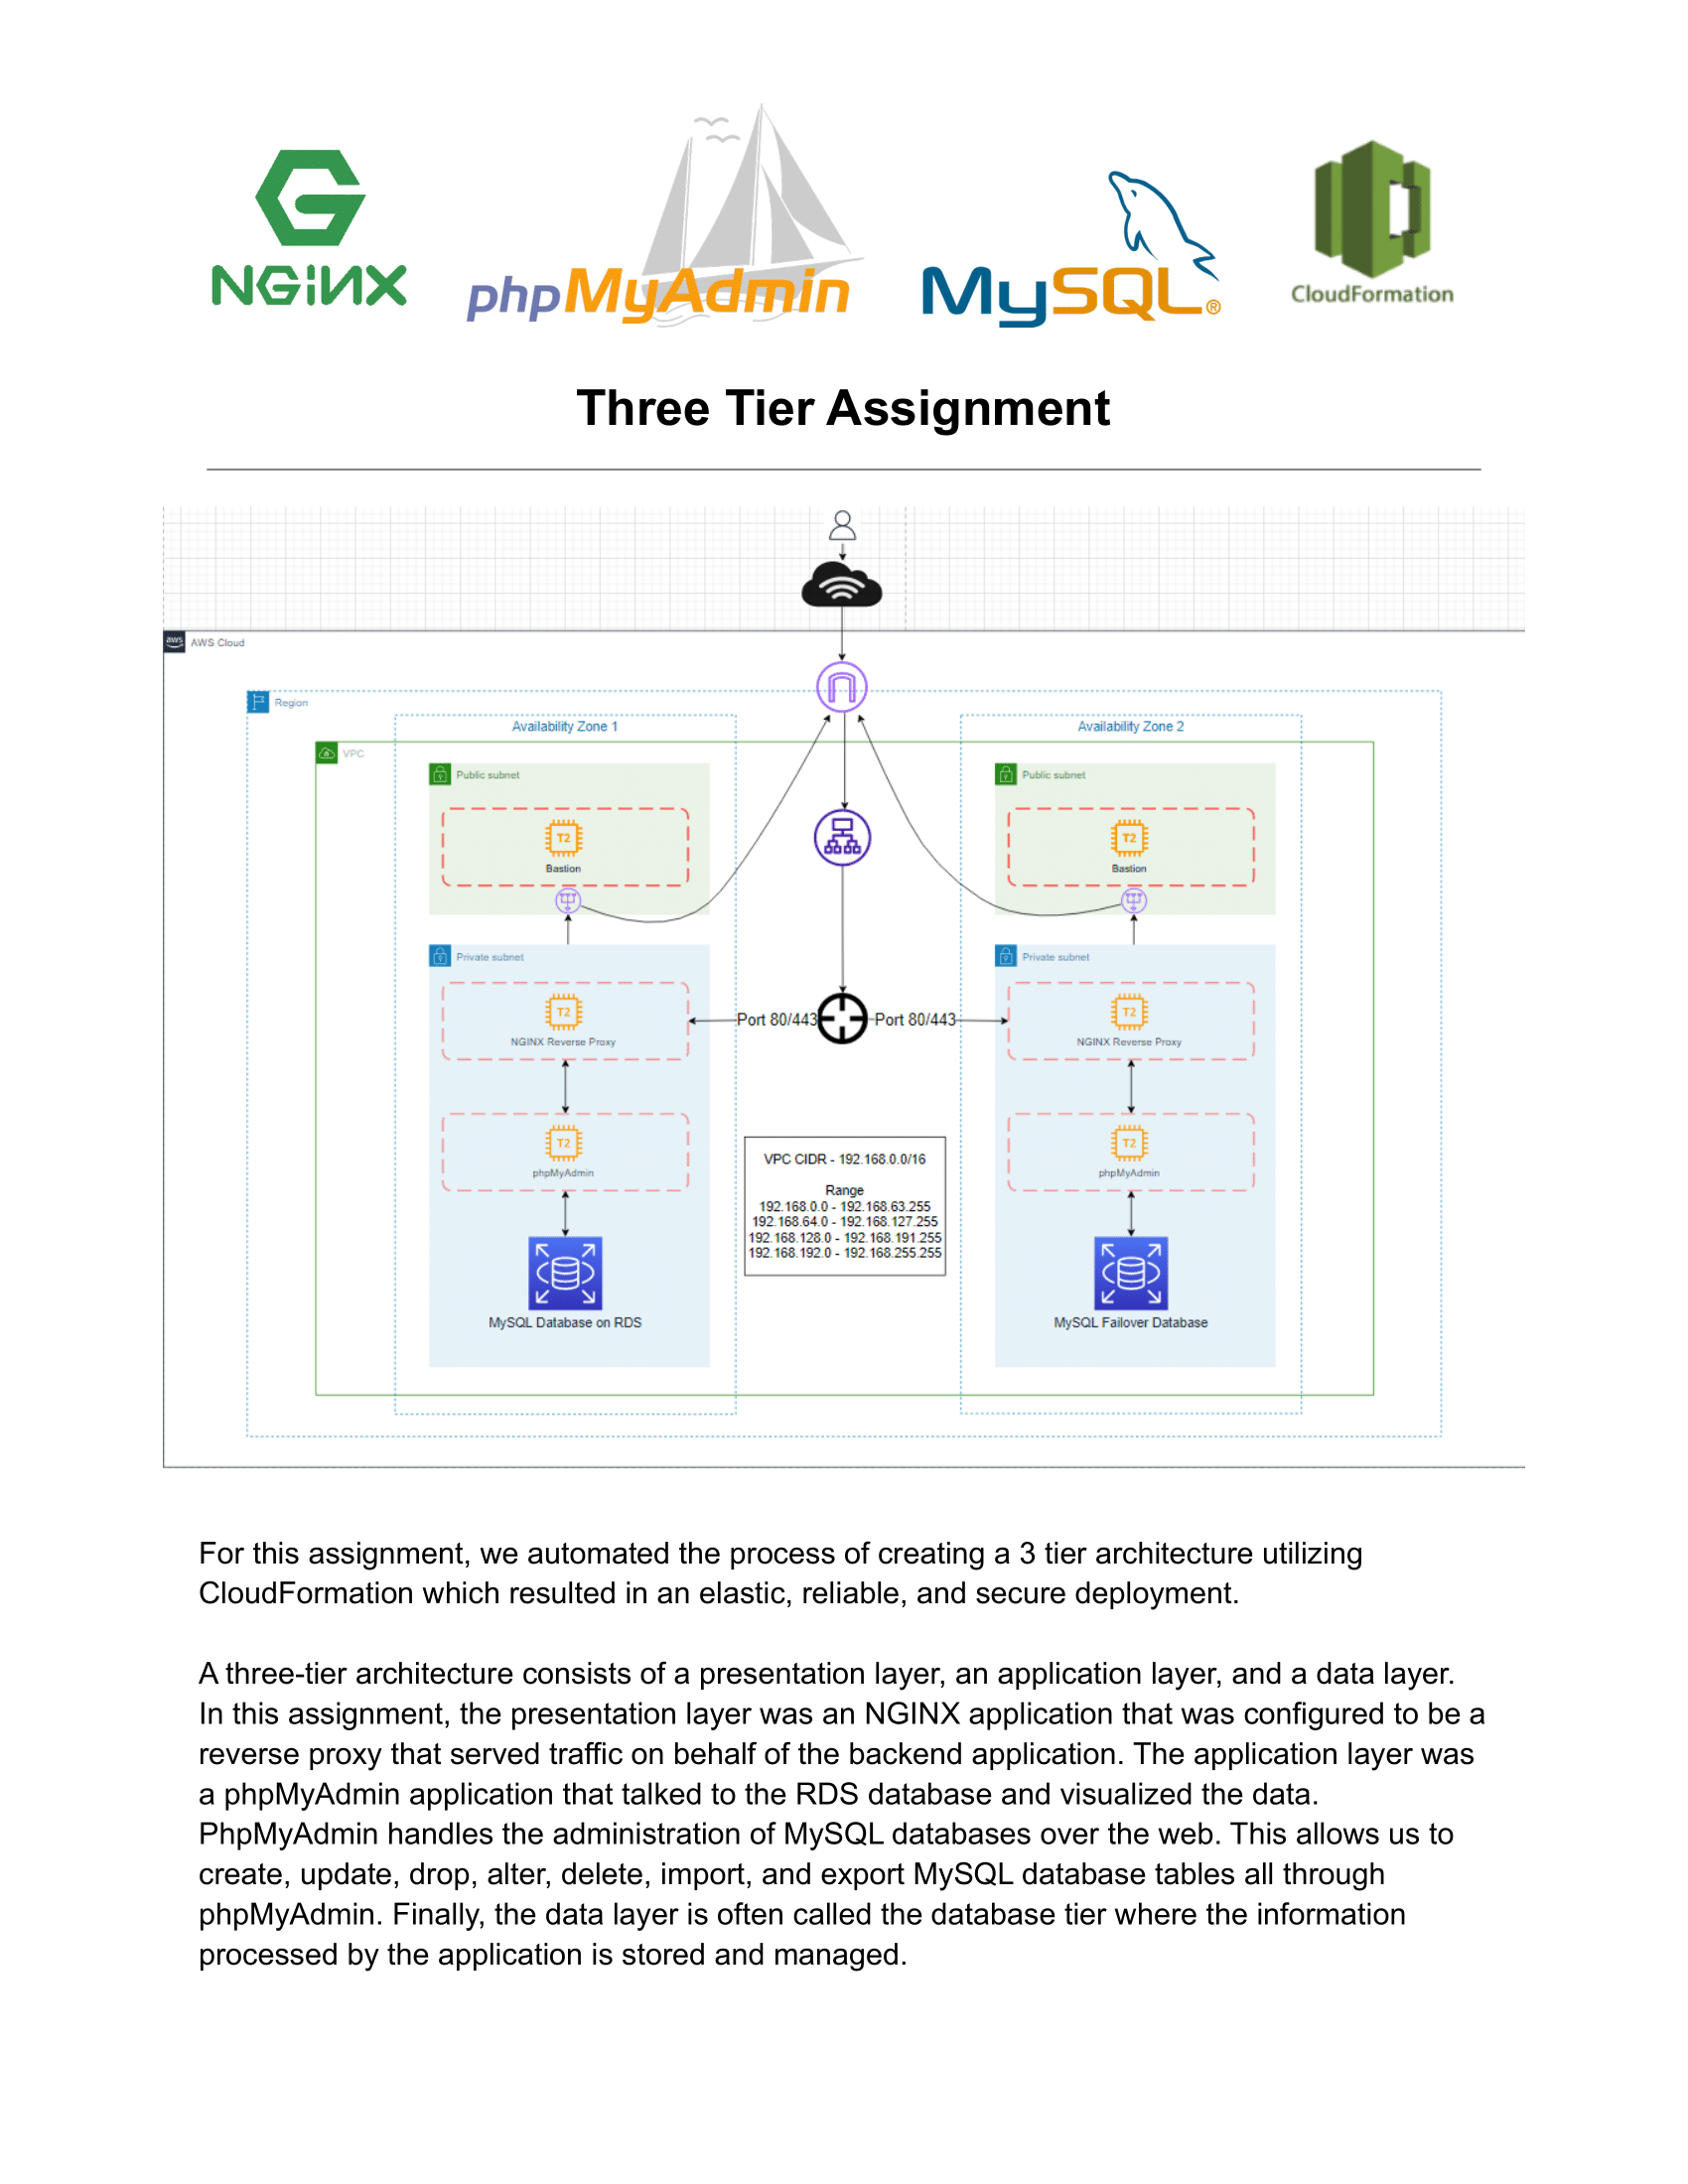 NGINX
phpMyAdmin
MySQL®
CloudFormation
Three Tier Assignment
aws
AWS Cloud
Region
Availability Zone 1
Availability Zone 2
VPC
Public subnet
Public subnet
T2
T2
Bastion
Bastion
Private subnet
Private subnet
T2
T2
NGINX Reverse Proxy
Port 80/443
Port 80/443
NGINX Reverse Proxy
T2
T2
phpMyAdmin
phpMyAdmin
VPC CIDR - 192.168.0.0/16
Range
192.168.0.0 - 192.168.63.255
192.168.64.0 - 192.168.127.255
192.168.128.0 - 192.168.191.255
192.168.192.0 - 192.168.255.255
MySQL Database on RDS
MySQL Failover Database
For this assignment, we automated the process of creating a 3 tier architecture utilizing
CloudFormation which resulted in an elastic, reliable, and secure deployment.
A three-tier architecture consists of a presentation layer, an application layer, and a data layer.
In this assignment, the presentation layer was an NGINX application that was configured to be a
reverse proxy that served traffic on behalf of the backend application. The application layer was
a phpMyAdmin application that talked to the RDS database and visualized the data.
PhpMyAdmin handles the administration of MySQL databases over the web. This allows us to
create, update, drop, alter, delete, import, and export MySQL database tables all through
phpMyAdmin. Finally, the data layer is often called the database tier where the information
processed by the application is stored and managed.